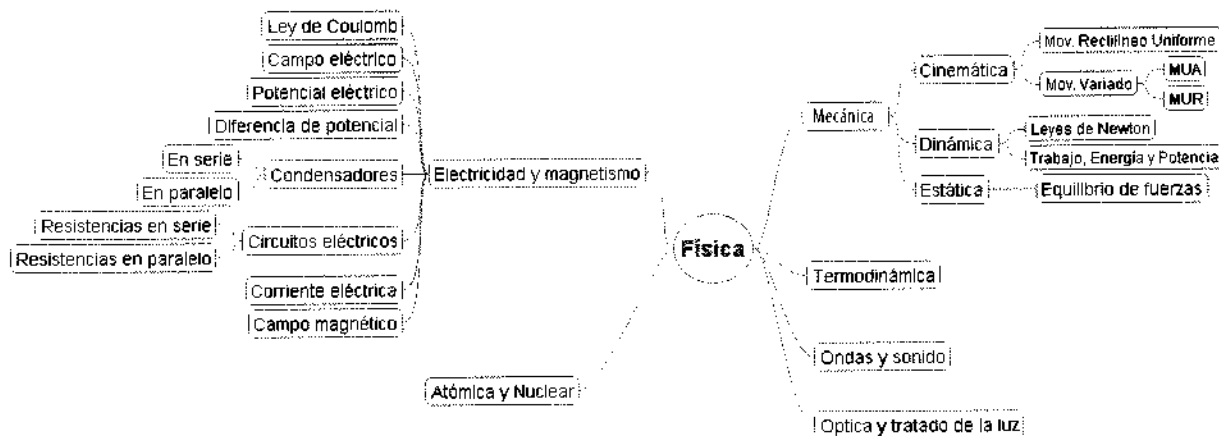 Ley de Coulomb
Campo eléctrico
Potencial eléctrico
Diferencia de potencial
En serie
Condensadores
En paralelo
Electricidad y magnetismo
Resistencias en serie
Circuitos eléctricos
Resistencias en paralelo
Corriente eléctrica
Campo magnético
Atómica y Nuclear
Física
Mecánica
Cinemática
Mov. Rectilíneo Uniforme
Mov. Variado
MUA
MUR
Dinámica
Leyes de Newton
Trabajo, Energía y Potencia
Estática
Equilibrio de fuerzas
Termodinámica
Ondas y sonido
Optica y tratado de la luz